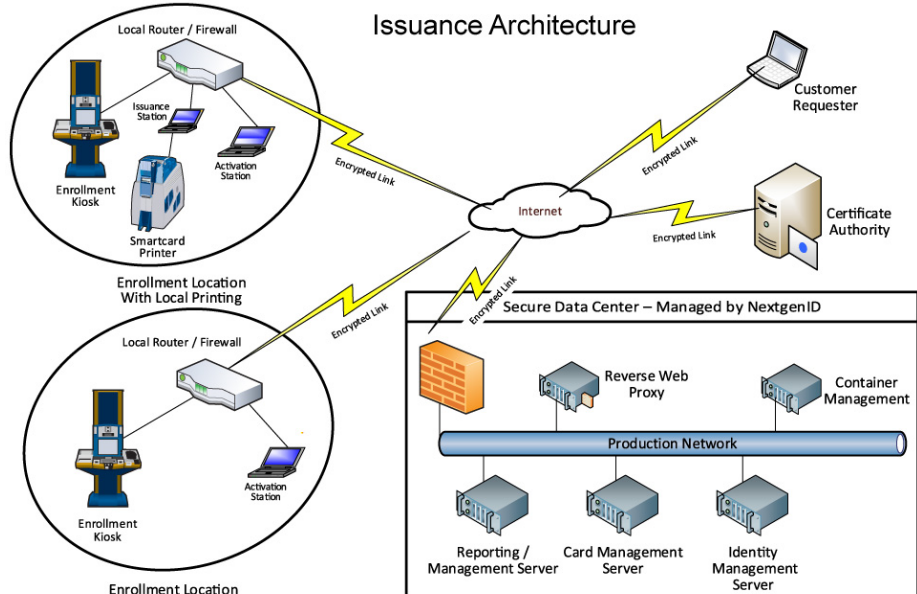 Issuance Architecture
Local Router / Firewall
Issuance
Station
Activation
Station
Enrollment
Kiosk
Smartcard
Printer
Enrollment Location
With Local Printing
Encrypted Link
Encrypted Link
Customer
Requester
Internet
Encrypted Link
Certificate
Authority
Encrypted Link
Encrypted Link
Local Router / Firewall
Activation
Station
Enrollment
Kiosk
Enrollment Location
Secure Data Center – Managed by NextgenID
Reverse Web
Proxy
Container
Management
Production Network
Reporting /
Management Server
Card Management
Server
Identity
Management
Server